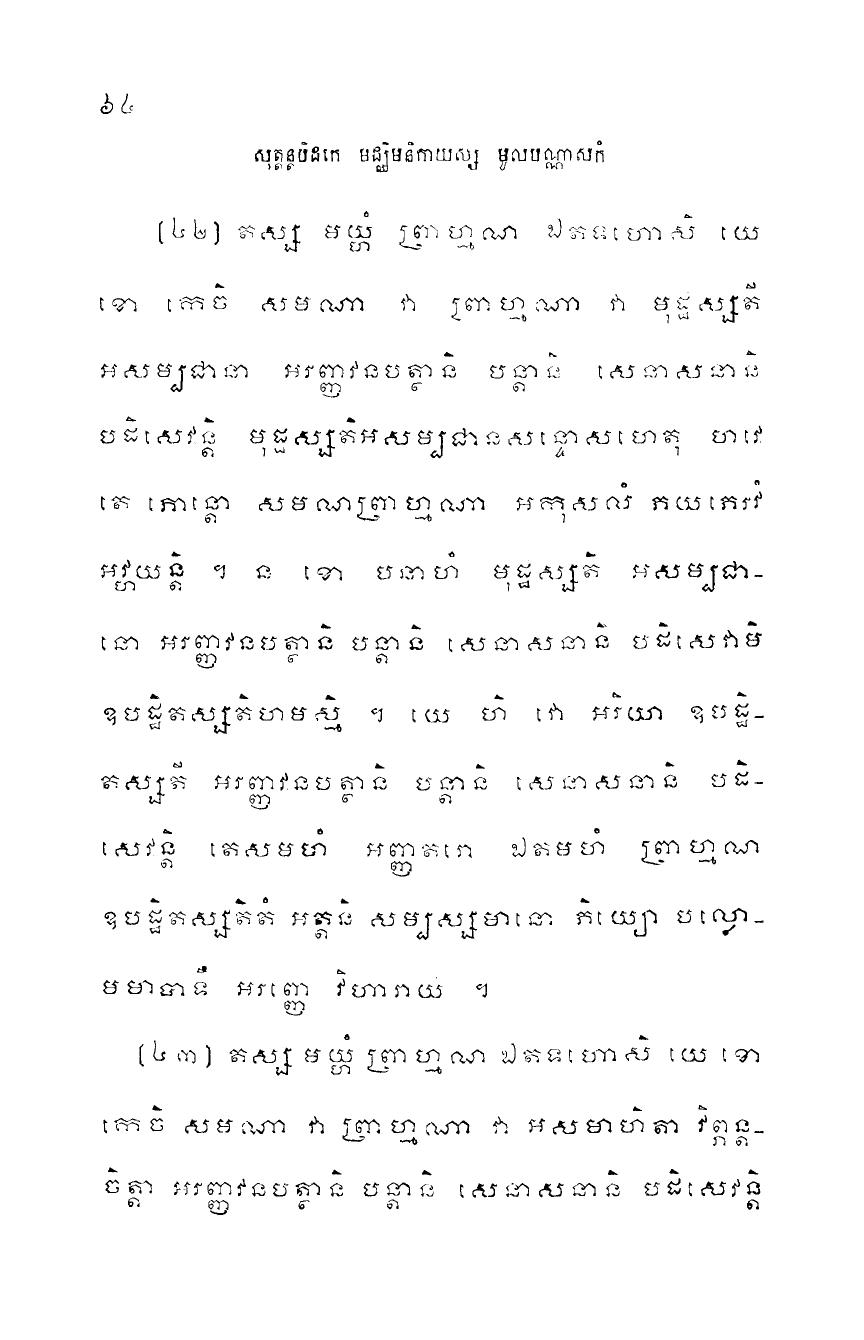 ៦៤
សុត្តន្តបិដកេ មជ្ឈិមនិកាយស្ស មូលបណ្ណាសកំ
(៤២) តស្ស មយ្ហំ ព្រាហ្មណ ឯតទហោសិ យេ
ខោ កេចិ សមណា វា ព្រាហ្មណា វា មុដ្ឋស្សតី
អសម្បជានា អរញ្ញវនបត្ថានិ បន្តានិ សេនាសនានិ
បដិសេវន្តិ មុដ្ឋស្សតិអសម្បជានសន្ទោសហេតុ ហវេ
តេ ភោន្តោ សមណព្រាហ្មណា អកុសលំ ភយភេរវំ
អវ្ហយន្តិ ។ ន ខោ បនាហំ មុដ្ឋស្សតិ អសម្បជា-
នោ អរញ្ញវនបត្ថានិ បន្តានិ សេនាសនានិ បដិសេវាមិ
ឧបដ្ឋិតស្សតិហមស្មិ ។ យេ ហិ វោ អរិយា ឧបដ្ឋិ-
តស្សតី អរញ្ញវនបត្ថានិ បន្តានិ សេនាសនានិ បដិ-
សេវន្តិ តេសមហំ អញ្ញតរោ ឯតមហំ ព្រាហ្មណ
ឧបដ្ឋិតស្សតិតំ អត្តនិ សម្បស្សមានោ ភិយ្យោ បល្លោ-
មមាបាទឹ អរញ្ញេ វិហារាយ ។
(៤៣) តស្ស មយ្ហំ ព្រាហ្មណ ឯតទហោសិ យេ ខោ
កេចិ សមណា វា ព្រាហ្មណា វា អសមាហិតា វិព្ភន្ត-
ចិត្តា អរញ្ញវនបត្ថានិ បន្តានិ សេនាសនានិ បដិសេវន្តិ